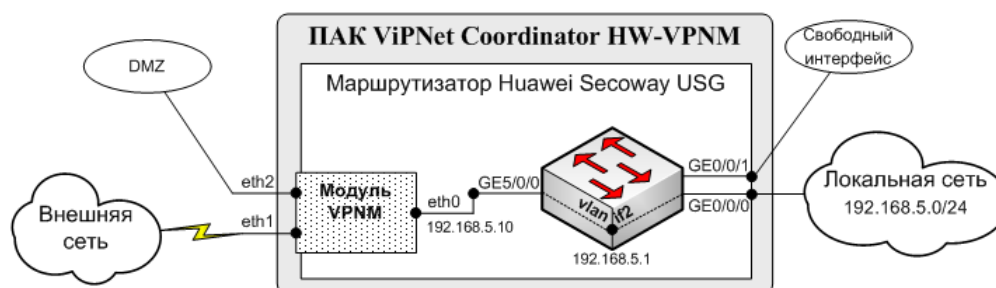 ПАК ViPNet Coordinator HW-VPNM
Свободный
интерфейс
DMZ
Маршрутизатор Huawei Secoway USG
eth2
Модуль
VPNM
eth0
GE5/0/0
GE0/0/1
GE0/0/0
Локальная сеть
192.168.5.0/24
Внешняя
сеть
eth1
192.168.5.10
vlan if2
192.168.5.1